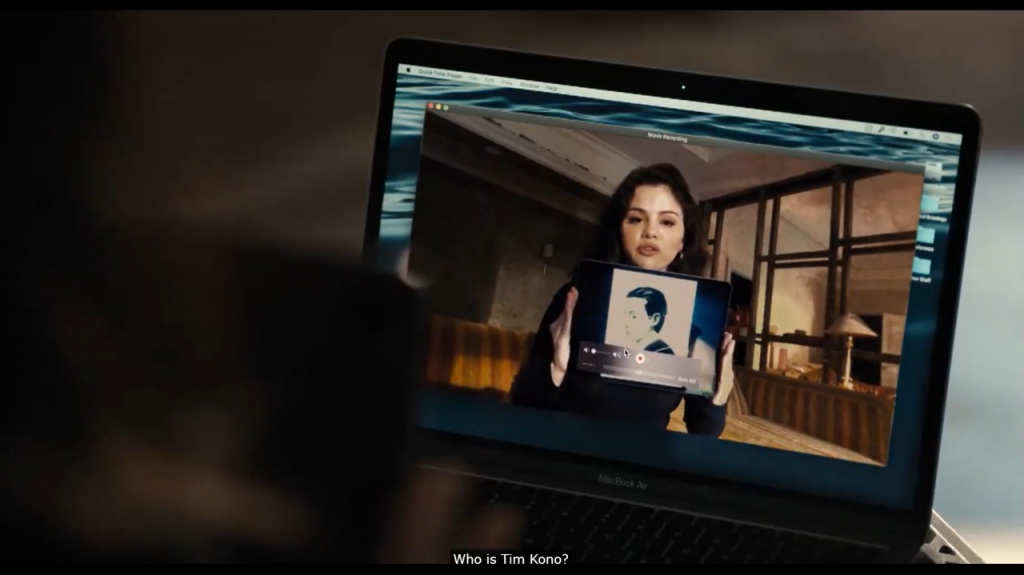 QuickTime Player File Edit View Window Help
Movie Recording
MacBook Air
Who is Tim Kono?